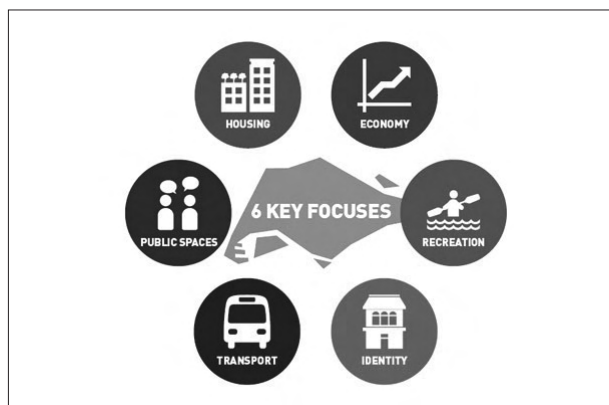 HOUSING
ECONOMY
PUBLIC SPACES
6 KEY FOCUSES
RECREATION
TRANSPORT
IDENTITY